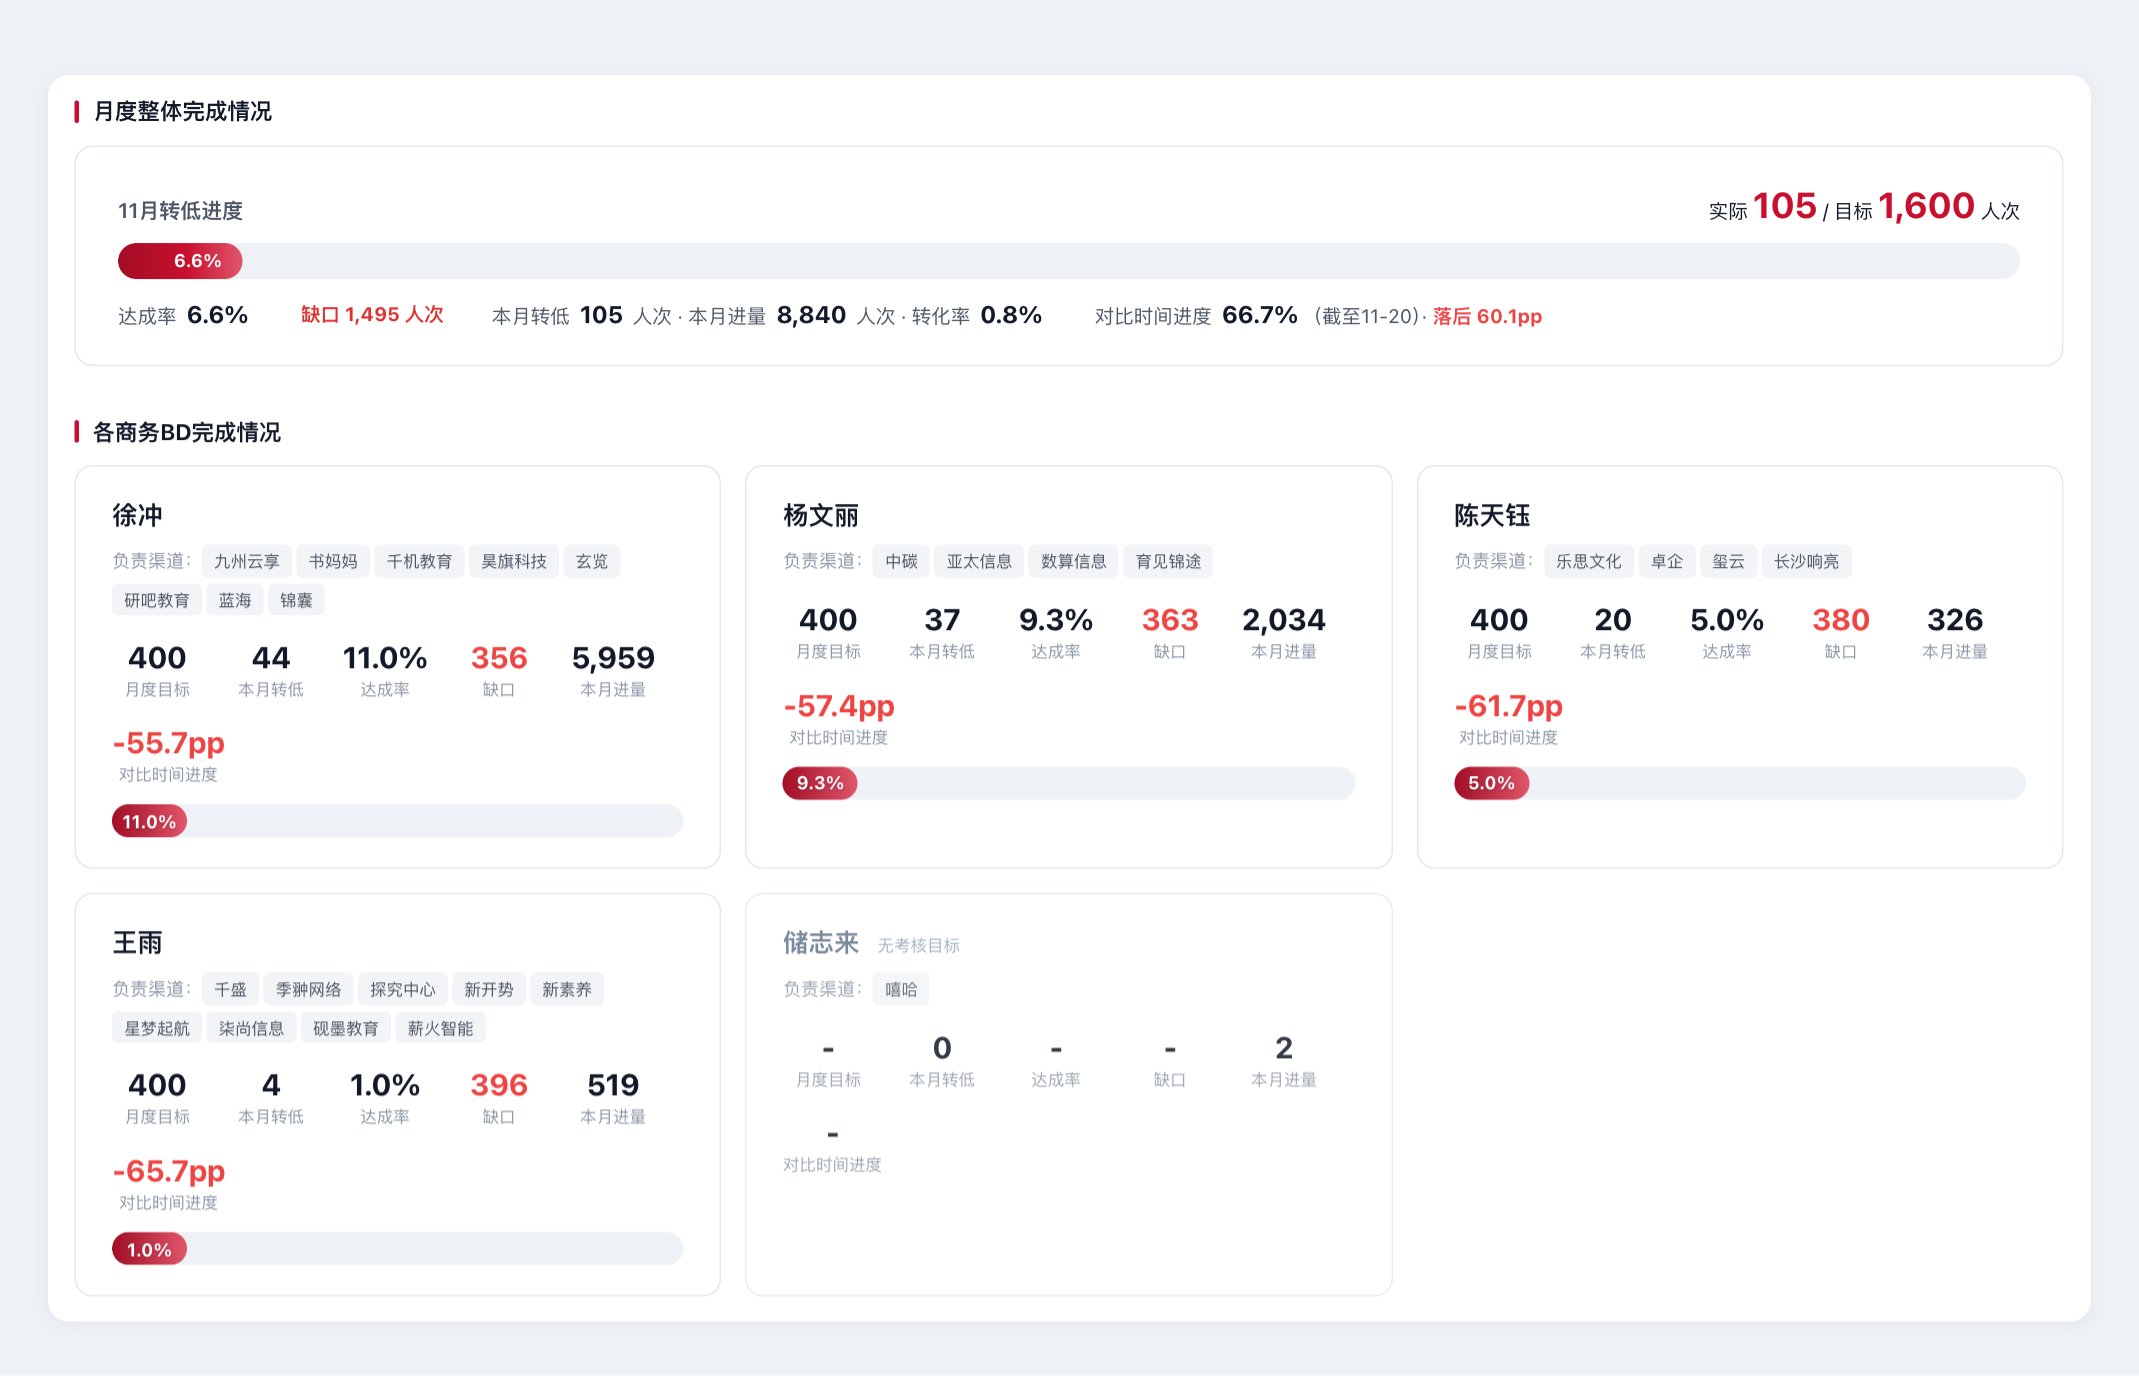 月度整体完成情况
11月转低进度
实际 105 / 目标 1,600 人次
6.6%
达成率 6.6% 缺口 1,495 人次 本月转低 105 人次 · 本月进量 8,840 人次 · 转化率 0.8% 对比时间进度 66.7% (截至11-20) · 落后 60.1pp
各商务BD完成情况
徐冲
负责渠道: 九州云享 书妈妈 千机教育 昊旗科技 玄览
研吧教育 蓝海 锦囊
400 44 11.0% 356 5,959
月度目标 本月转低 达成率 缺口 本月进量
-55.7pp
对比时间进度
11.0%
杨文丽
负责渠道: 中碳 亚太信息 数算信息 育见锦途
400 37 9.3% 363 2,034
月度目标 本月转低 达成率 缺口 本月进量
-57.4pp
对比时间进度
9.3%
陈天钰
负责渠道: 乐思文化 卓企 玺云 长沙响亮
400 20 5.0% 380 326
月度目标 本月转低 达成率 缺口 本月进量
-61.7pp
对比时间进度
5.0%
王雨
负责渠道: 千盛 季翀网络 探究中心 新开势 新素养
星梦起航 柒尚信息 砚墨教育 薪火智能
400 4 1.0% 396 519
月度目标 本月转低 达成率 缺口 本月进量
-65.7pp
对比时间进度
1.0%
储志来 无考核目标
负责渠道: 嘻哈
- 0 - - 2
月度目标 本月转低 达成率 缺口 本月进量
-
对比时间进度